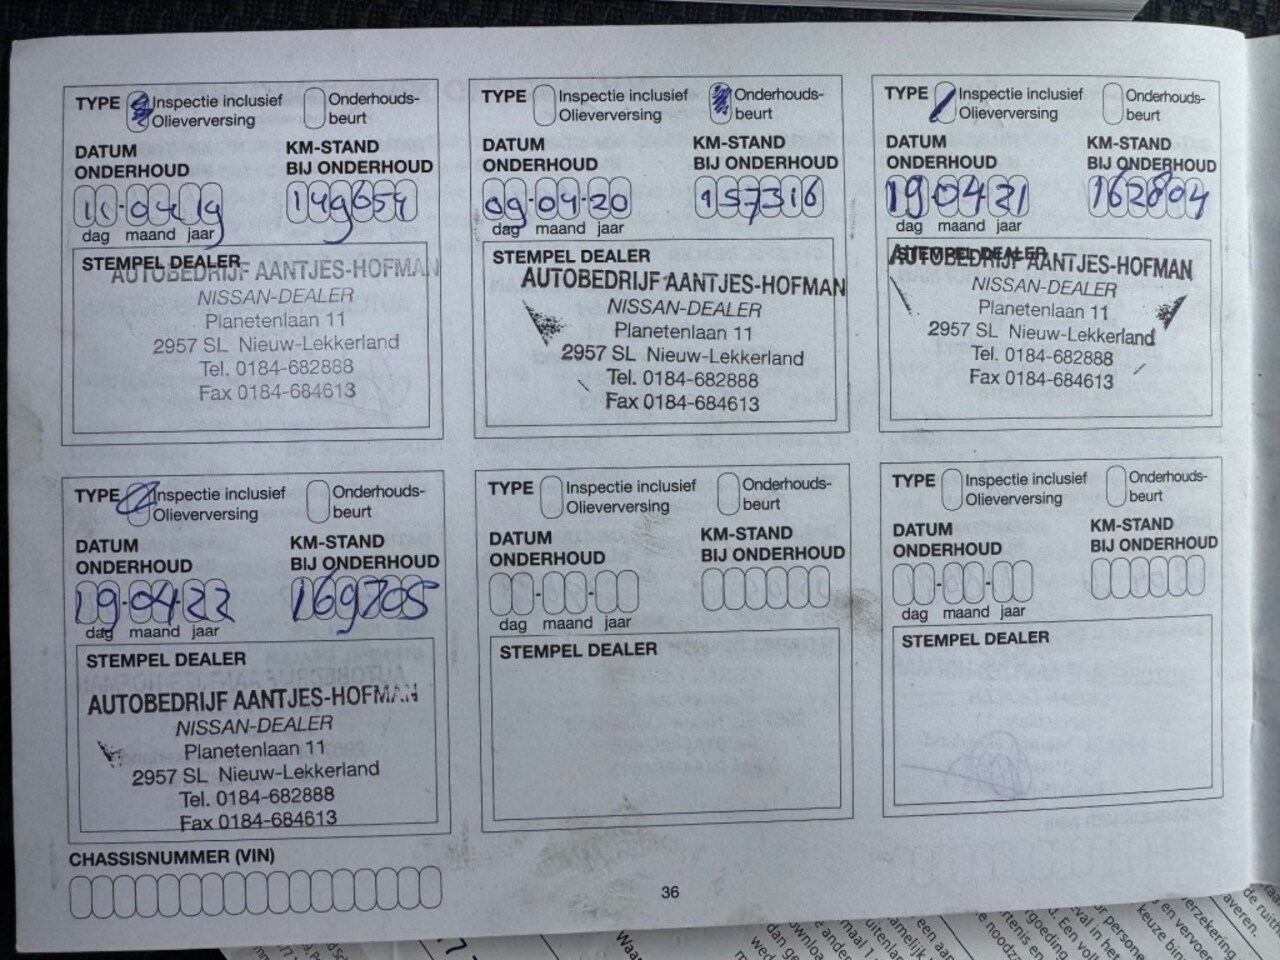 TYPE Inspectie inclusief Olieverversing Onderhouds-beurt
DATUM ONDERHOUD
KM-STAND BIJ ONDERHOUD
11-04-19
149654
dag maand jaar
STEMPEL DEALER
AUTOBEDRIJF AANTJES-HOFMAN
NISSAN-DEALER
Planetenlaan 11
2957 SL Nieuw-Lekkerland
Tel. 0184-682888
Fax 0184-684613
TYPE Inspectie inclusief Olieverversing Onderhouds-beurt
DATUM ONDERHOUD
KM-STAND BIJ ONDERHOUD
09-04-20
157316
dag maand jaar
STEMPEL DEALER
AUTOBEDRIJF AANTJES-HOFMAN
NISSAN-DEALER
Planetenlaan 11
2957 SL Nieuw-Lekkerland
Tel. 0184-682888
Fax 0184-684613
TYPE Inspectie inclusief Olieverversing Onderhouds-beurt
DATUM ONDERHOUD
KM-STAND BIJ ONDERHOUD
19 04 21
162804
dag maand jaar
STEMPEL DEALER
AUTOBEDRIJF AANTJES-HOFMAN
NISSAN-DEALER
Planetenlaan 11
2957 SL Nieuw-Lekkerland
Tel. 0184-682888
Fax 0184-684613
TYPE Inspectie inclusief Olieverversing Onderhouds-beurt
DATUM ONDERHOUD
KM-STAND BIJ ONDERHOUD
19-04 22
169705
dag maand jaar
STEMPEL DEALER
AUTOBEDRIJF AANTJES-HOFMAN
NISSAN-DEALER
Planetenlaan 11
2957 SL Nieuw-Lekkerland
Tel. 0184-682888
Fax 0184-684613
TYPE Inspectie inclusief Olieverversing Onderhouds-beurt
DATUM ONDERHOUD
KM-STAND BIJ ONDERHOUD
dag maand jaar
STEMPEL DEALER
TYPE Inspectie inclusief Olieverversing Onderhouds-beurt
DATUM ONDERHOUD
KM-STAND BIJ ONDERHOUD
dag maand jaar
STEMPEL DEALER
CHASSISNUMMER (VIN)
36